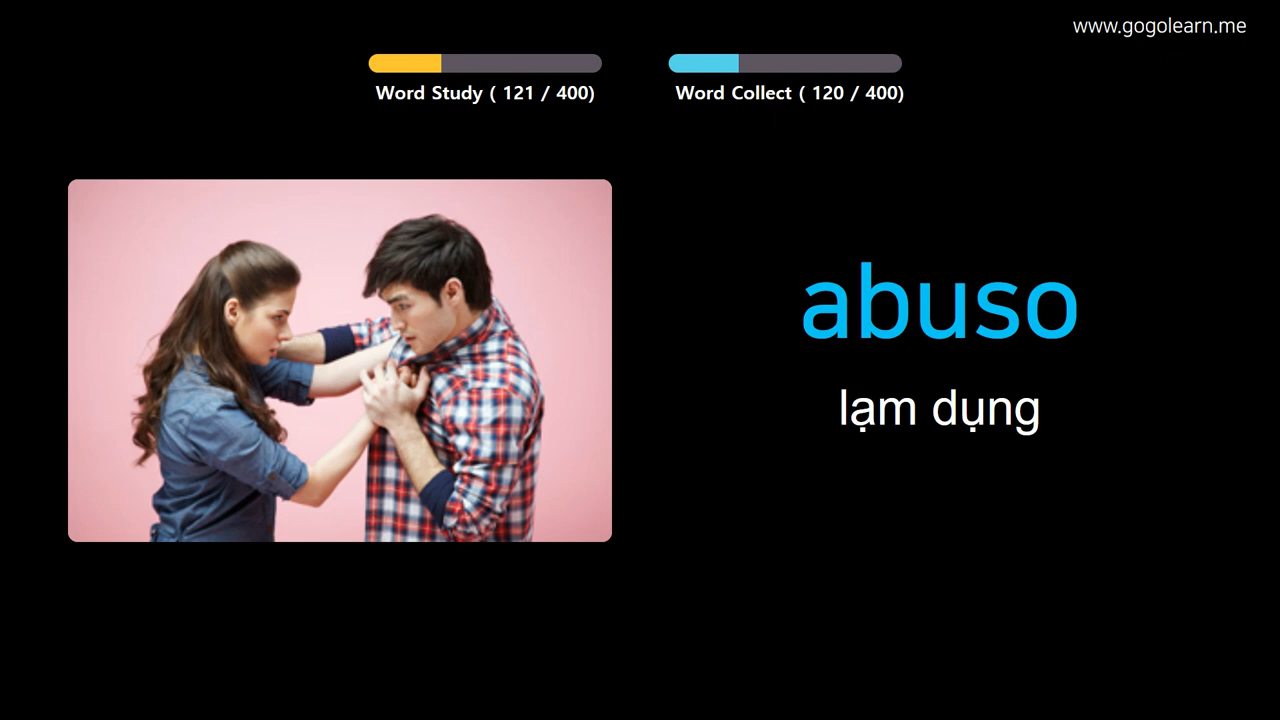 www.gogolearn.me
Word Study ( 121 / 400)
Word Collect ( 120 / 400)
abuso
lạm dụng